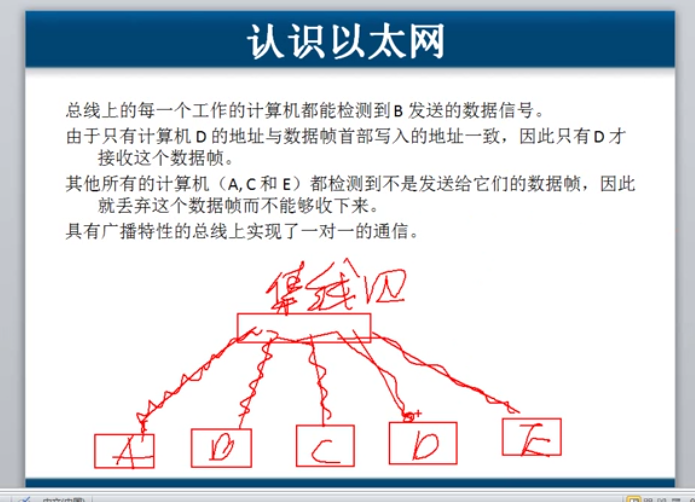 认识以太网
总线上的每一个工作的计算机都能检测到 B 发送的数据信号。
由于只有计算机 D 的地址与数据帧首部写入的地址一致，因此只有 D 才
接收这个数据帧。
其他所有的计算机（A, C 和 E）都检测到不是发送给它们的数据帧，因此
就丢弃这个数据帧而不能够收下来。
具有广播特性的总线上实现了一对一的通信。
集线
A B C D E